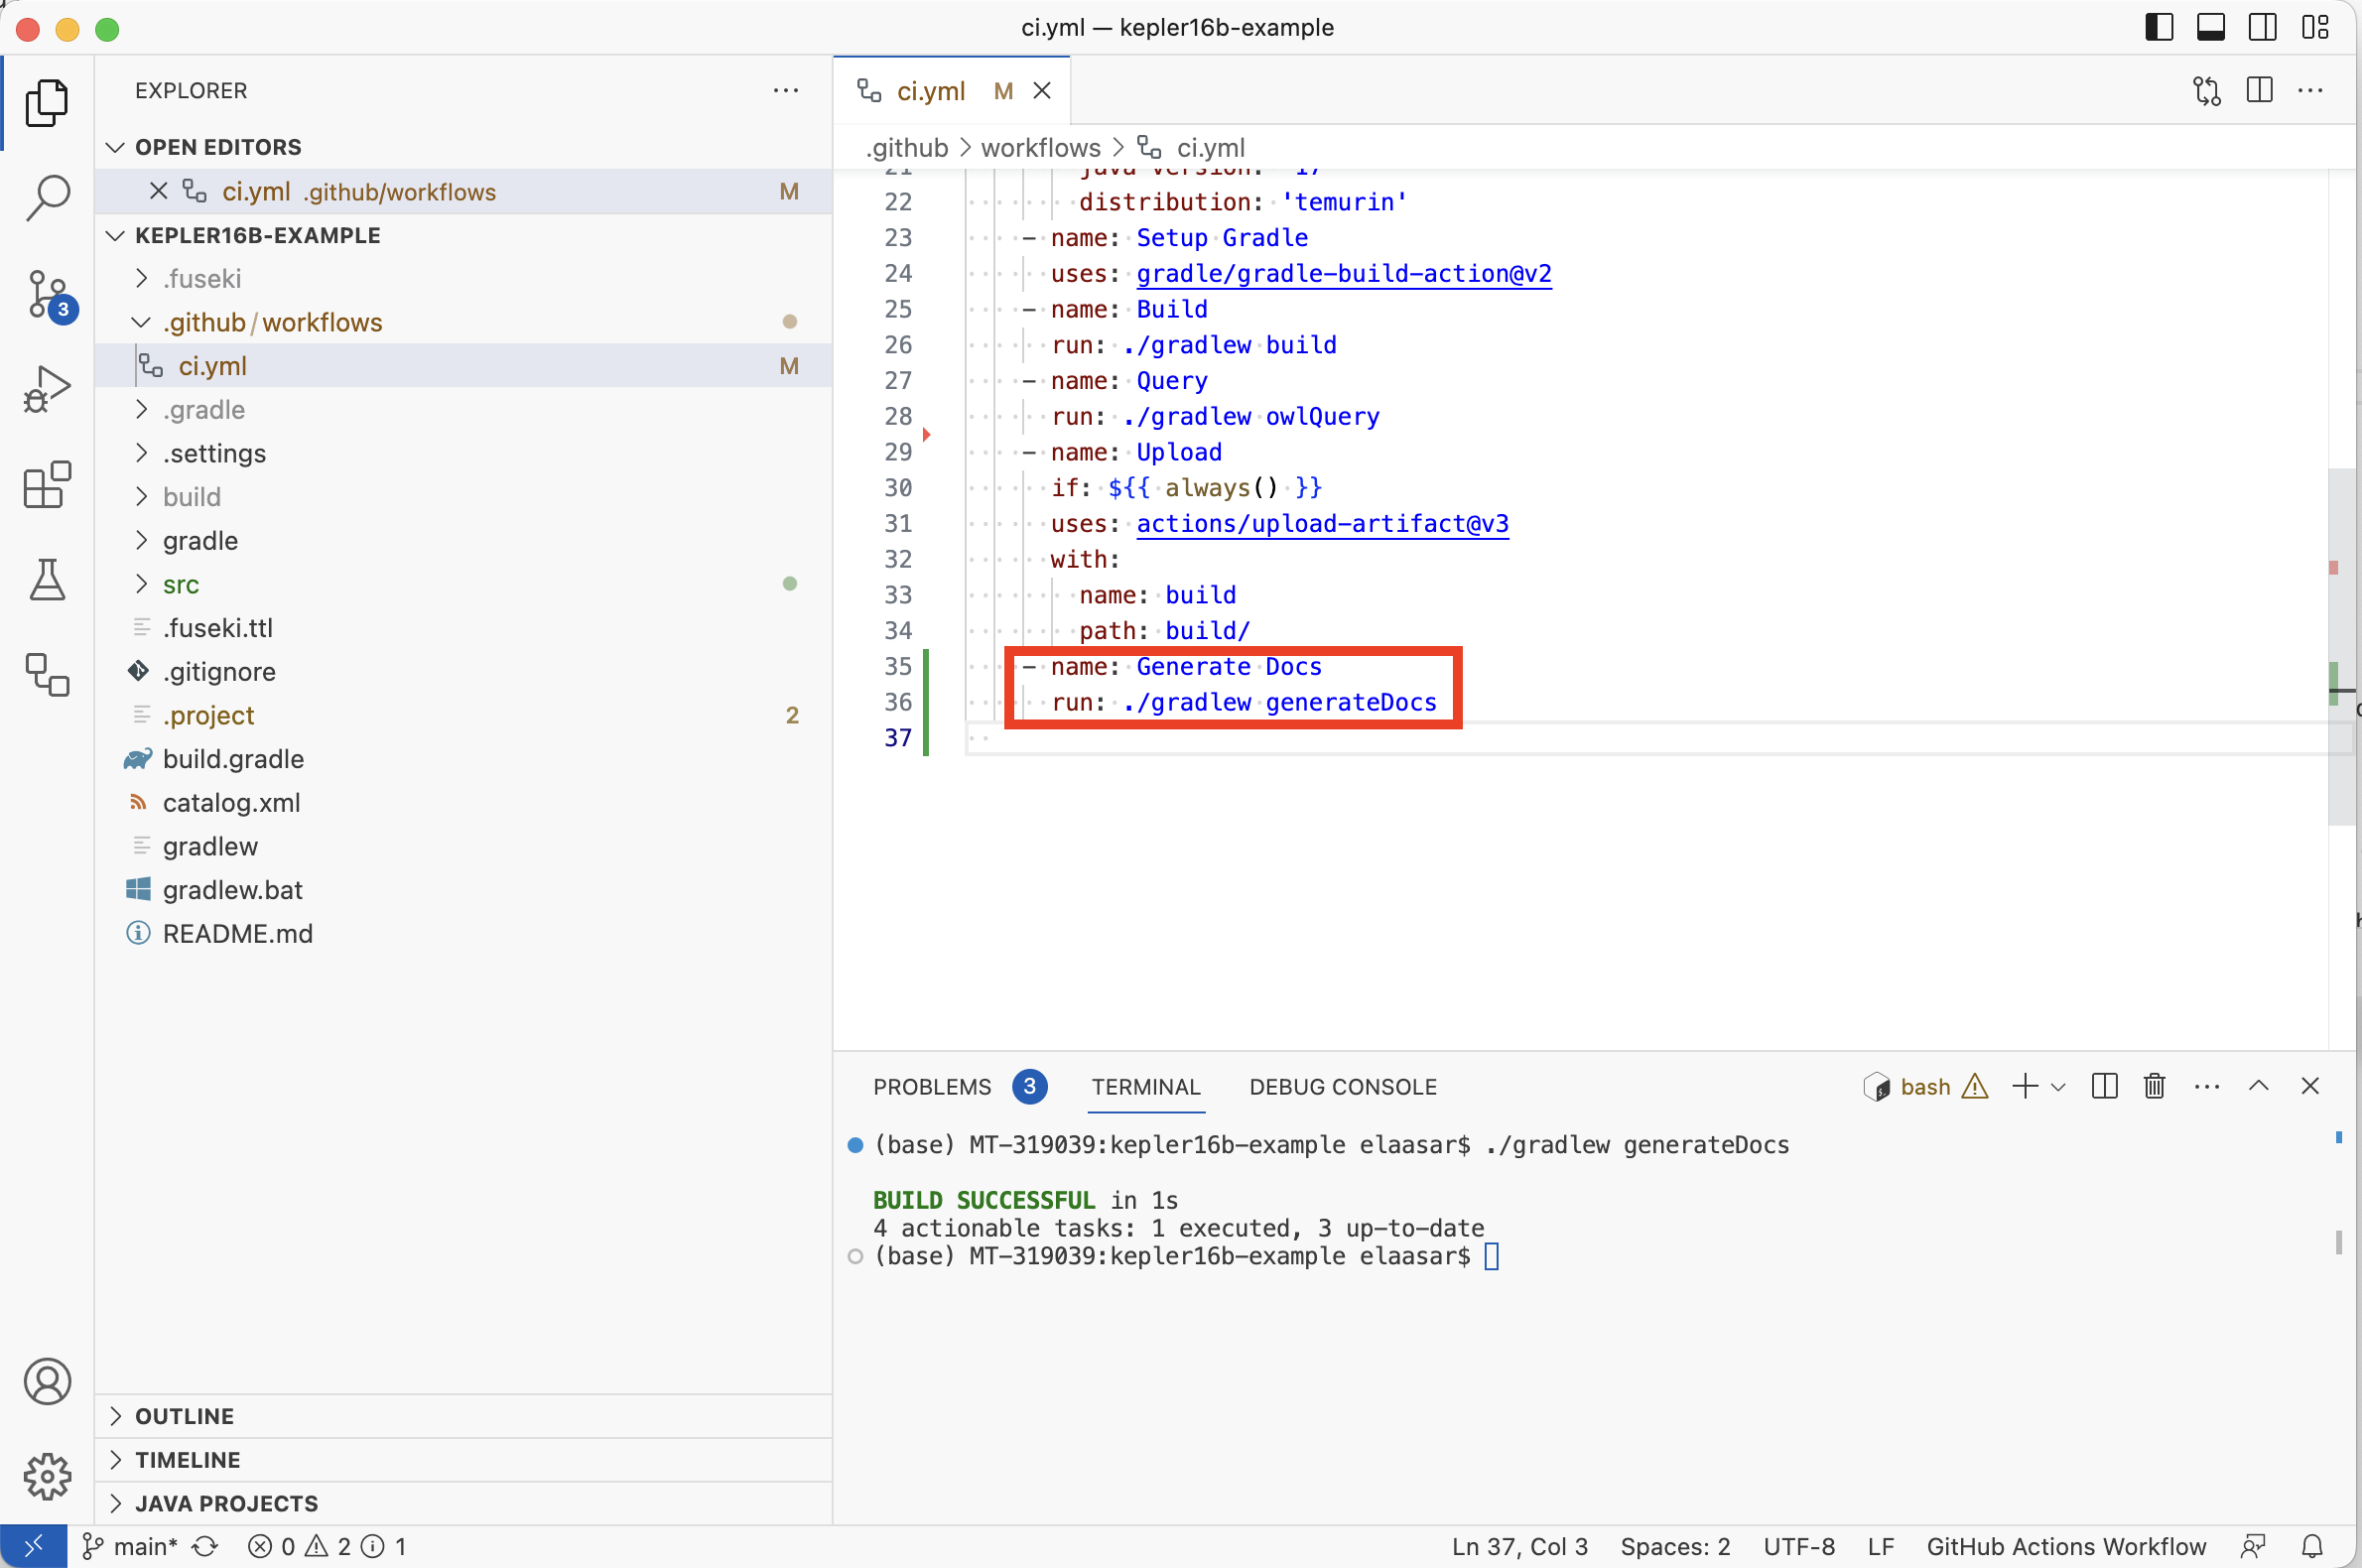 ci.yml — kepler16b-example
EXPLORER
OPEN EDITORS
ci.yml .github/workflows M
KEPLER16B-EXAMPLE
.fuseki
.github/workflows
ci.yml M
.gradle
.settings
build
gradle
src
.fuseki.ttl
.gitignore
.project 2
build.gradle
catalog.xml
gradlew
gradlew.bat
README.md
OUTLINE
TIMELINE
JAVA PROJECTS
3
ci.yml M
.github > workflows > ci.yml
21 java-version: '17'
22 distribution: 'temurin'
23 - name: Setup Gradle
24 uses: gradle/gradle-build-action@v2
25 - name: Build
26 run: ./gradlew build
27 - name: Query
28 run: ./gradlew owlQuery
29 - name: Upload
30 if: ${{ always() }}
31 uses: actions/upload-artifact@v3
32 with:
33 name: build
34 path: build/
35 - name: Generate Docs
36 run: ./gradlew generateDocs
37
PROBLEMS 3 TERMINAL DEBUG CONSOLE bash
(base) MT-319039:kepler16b-example elaasar$ ./gradlew generateDocs
BUILD SUCCESSFUL in 1s
4 actionable tasks: 1 executed, 3 up-to-date
(base) MT-319039:kepler16b-example elaasar$
main* 0 2 1 Ln 37, Col 3 Spaces: 2 UTF-8 LF GitHub Actions Workflow